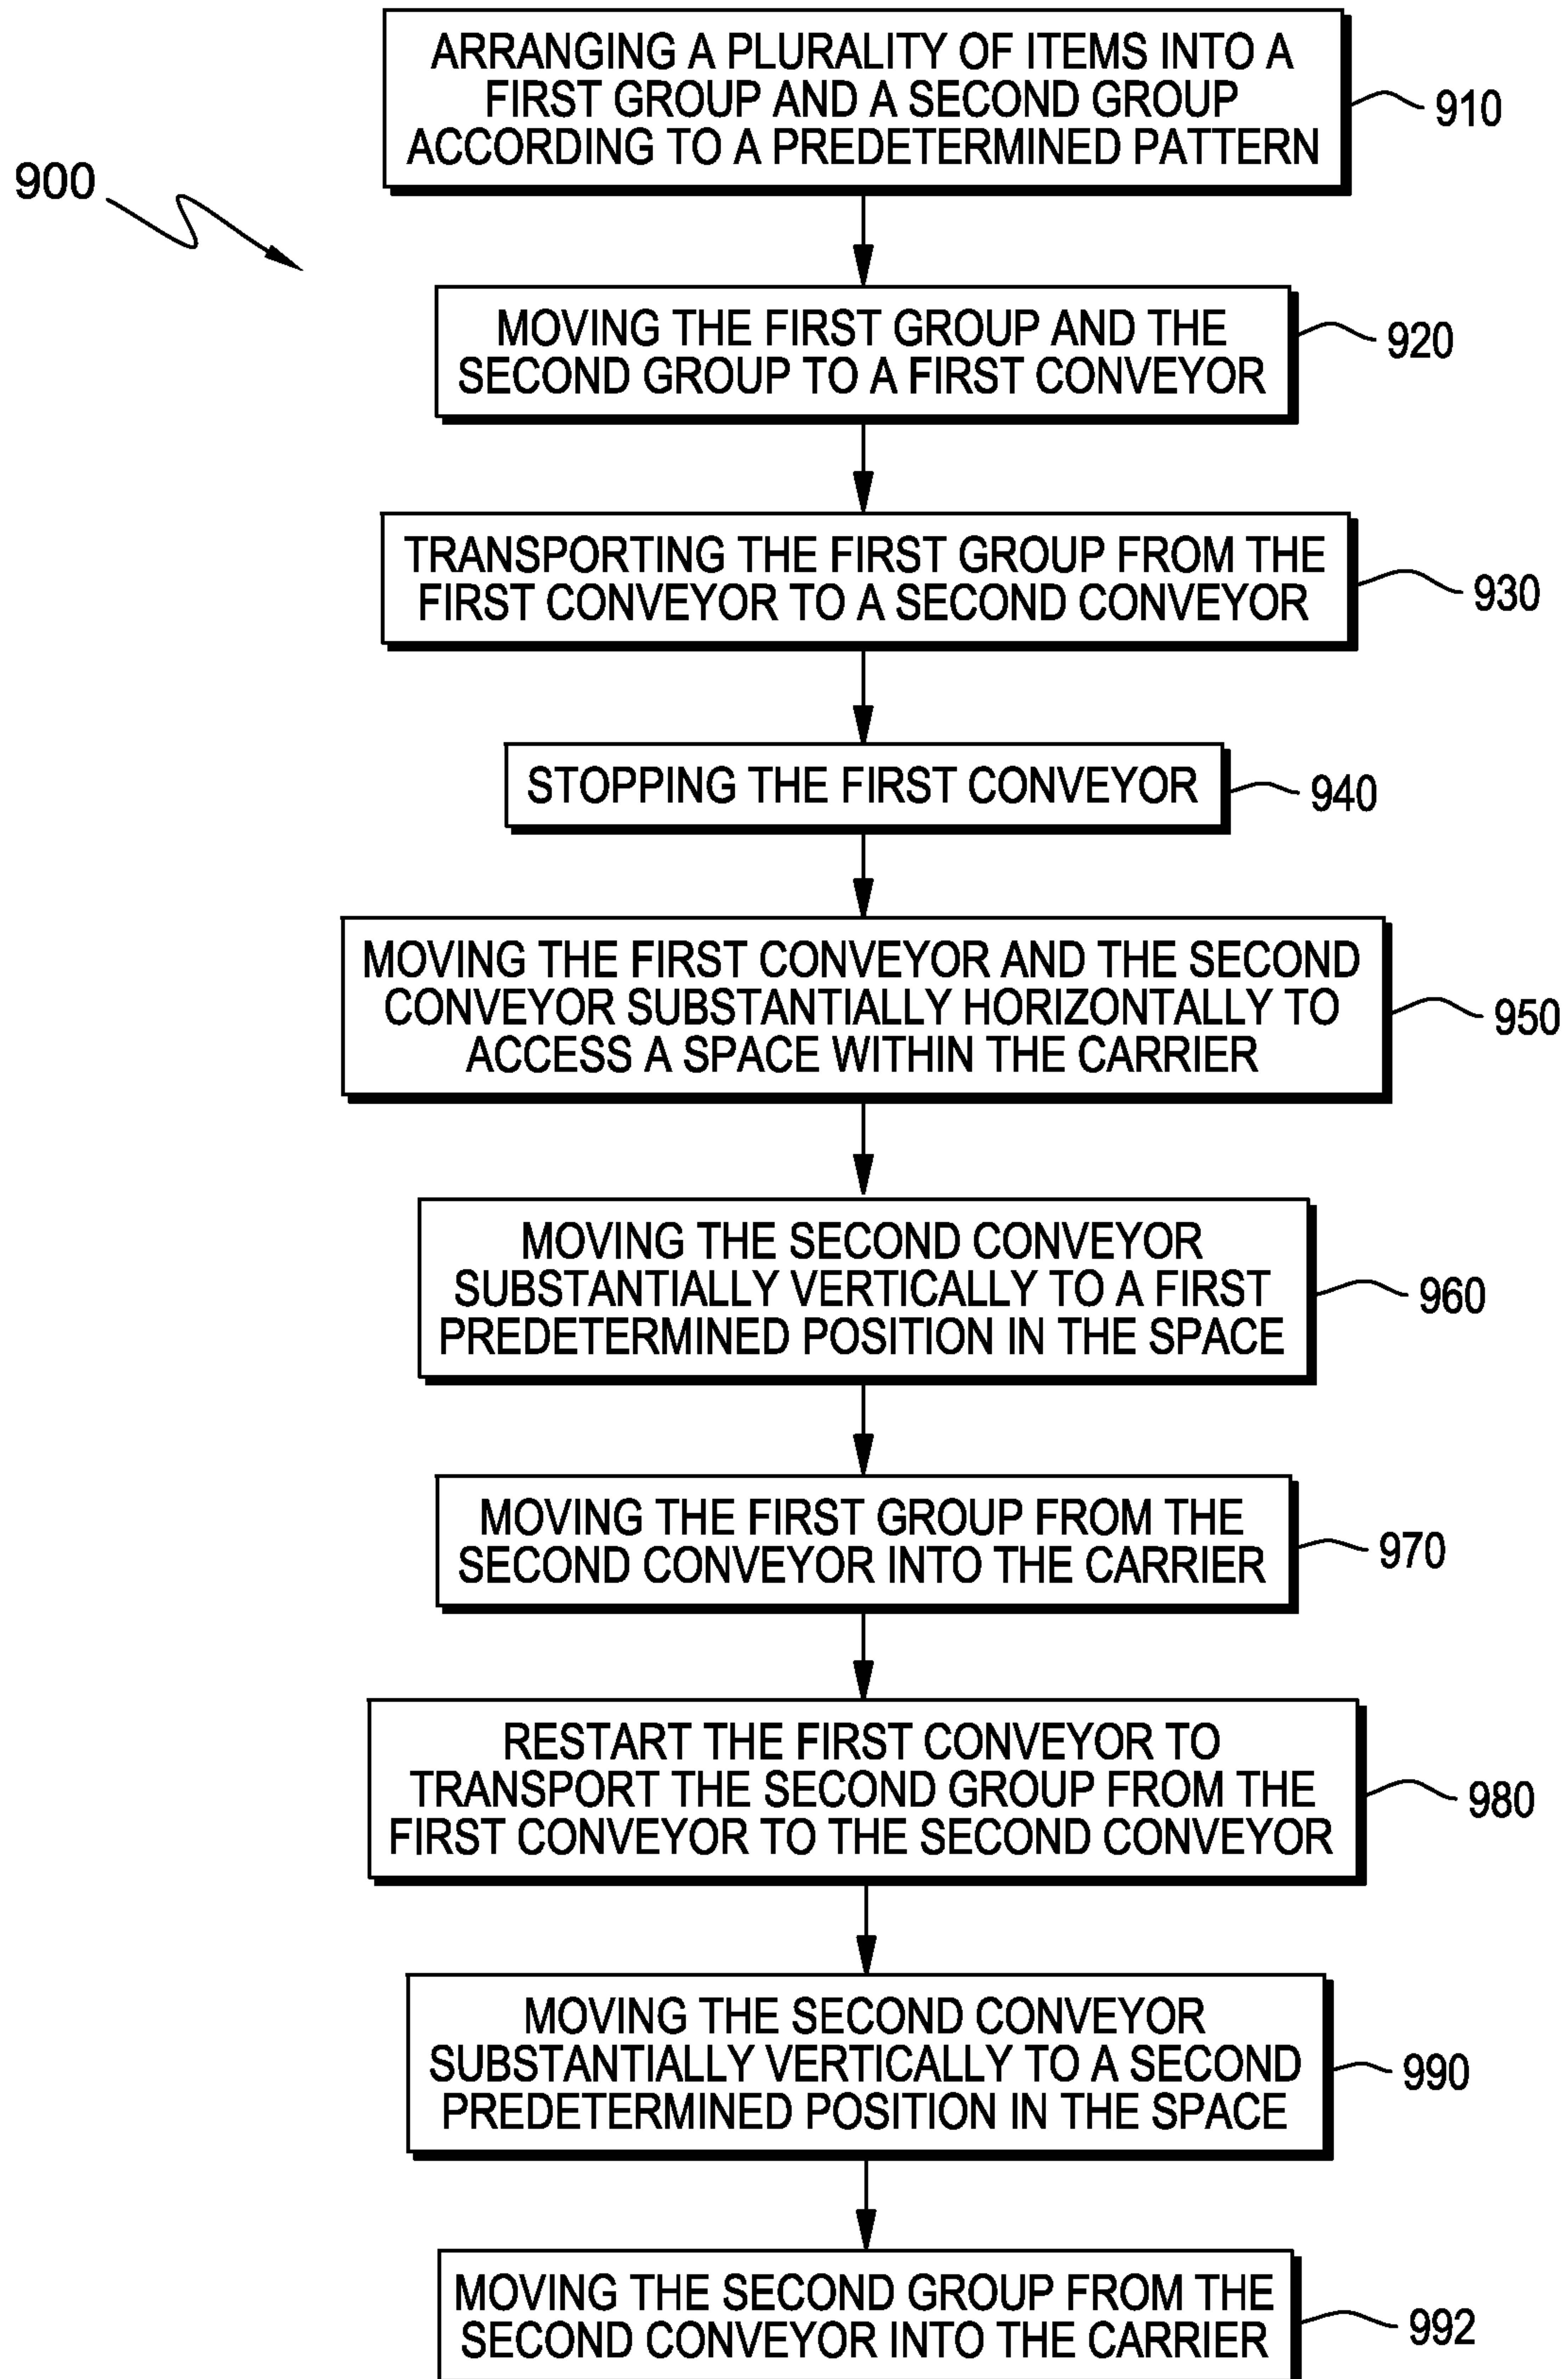 ARRANGING A PLURALITY OF ITEMS INTO A
FIRST GROUP AND A SECOND GROUP
ACCORDING TO A PREDETERMINED PATTERN
910
900
MOVING THE FIRST GROUP AND THE
SECOND GROUP TO A FIRST CONVEYOR
920
TRANSPORTING THE FIRST GROUP FROM THE
FIRST CONVEYOR TO A SECOND CONVEYOR
930
STOPPING THE FIRST CONVEYOR
940
MOVING THE FIRST CONVEYOR AND THE SECOND
CONVEYOR SUBSTANTIALLY HORIZONTALLY TO
ACCESS A SPACE WITHIN THE CARRIER
950
MOVING THE SECOND CONVEYOR
SUBSTANTIALLY VERTICALLY TO A FIRST
PREDETERMINED POSITION IN THE SPACE
960
MOVING THE FIRST GROUP FROM THE
SECOND CONVEYOR INTO THE CARRIER
970
RESTART THE FIRST CONVEYOR TO
TRANSPORT THE SECOND GROUP FROM THE
FIRST CONVEYOR TO THE SECOND CONVEYOR
980
MOVING THE SECOND CONVEYOR
SUBSTANTIALLY VERTICALLY TO A SECOND
PREDETERMINED POSITION IN THE SPACE
990
MOVING THE SECOND GROUP FROM THE
SECOND CONVEYOR INTO THE CARRIER
992